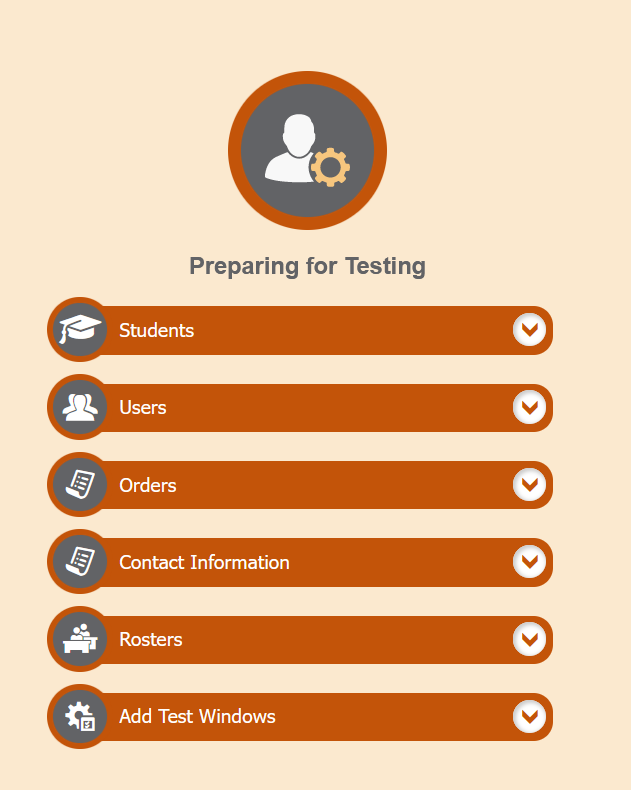 Preparing for Testing
Students
Users
Orders
Contact Information
Rosters
Add Test Windows